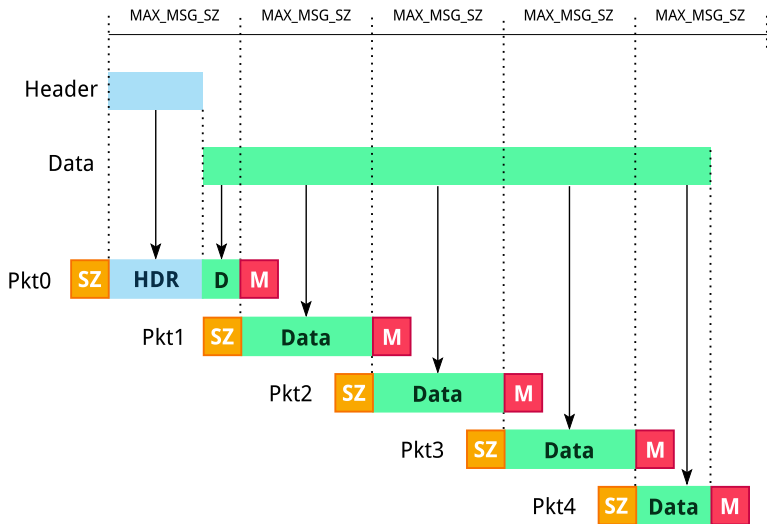 MAX_MSG_SZ MAX_MSG_SZ MAX_MSG_SZ MAX_MSG_SZ MAX_MSG_SZ
Header
Data
Pkt0 SZ HDR D M
Pkt1 SZ Data M
Pkt2 SZ Data M
Pkt3 SZ Data M
Pkt4 SZ Data M